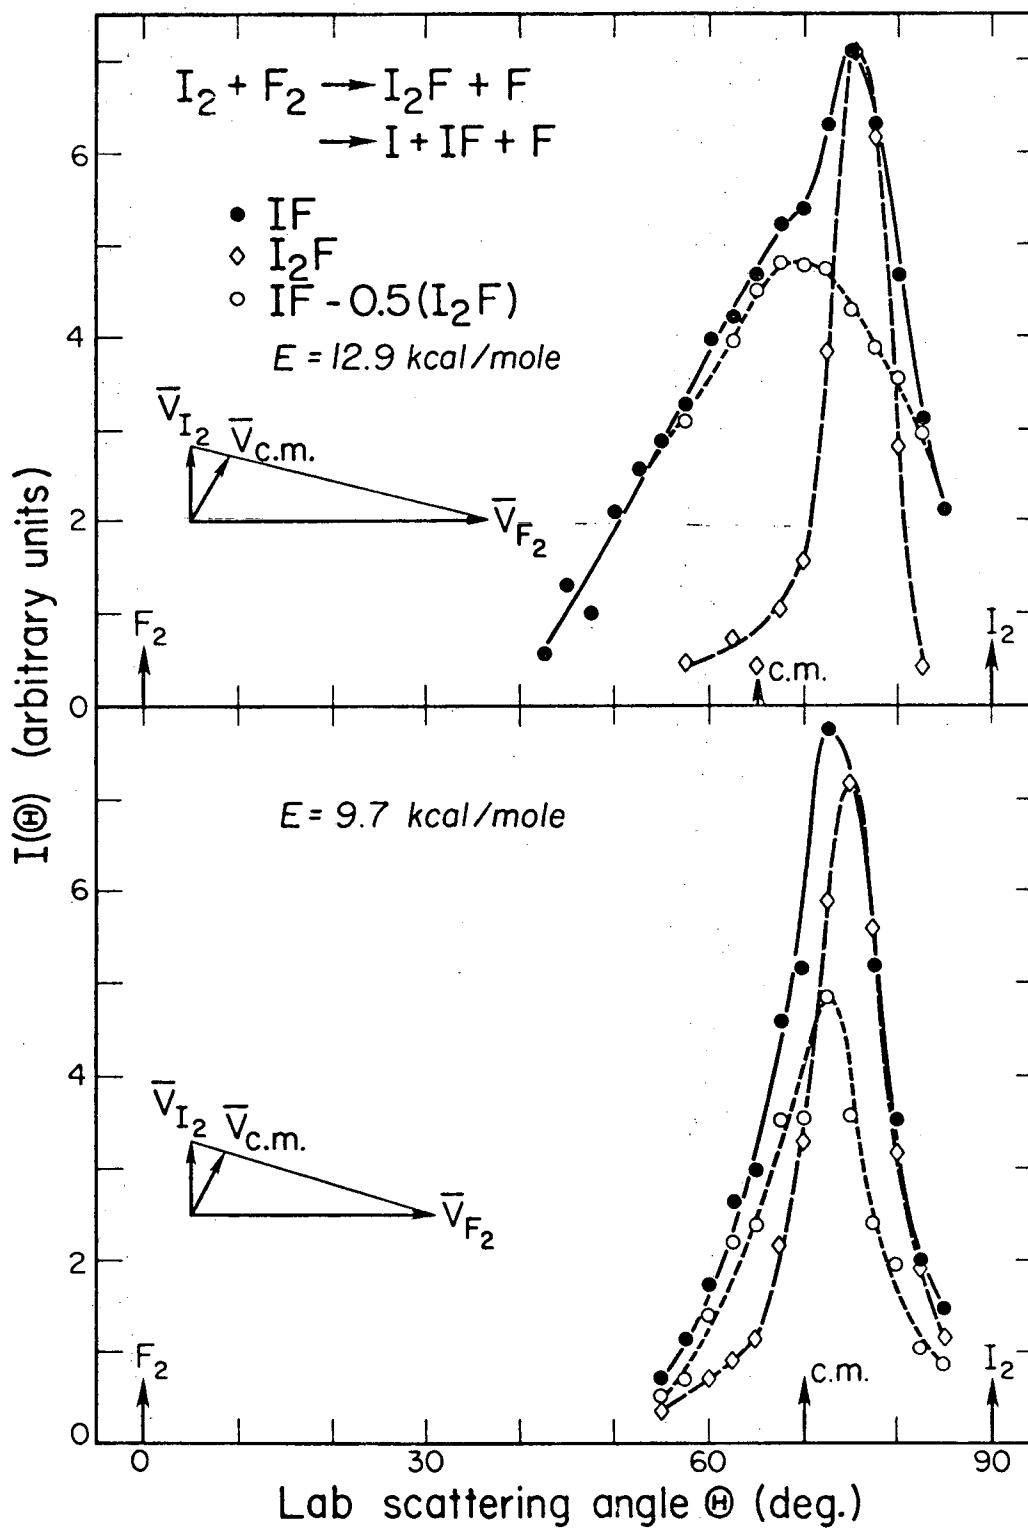 I₂ + F₂ → I₂F + F
→ I + IF + F
● IF
◇ I₂F
○ IF - 0.5(I₂F)
E = 12.9 kcal/mole
V̅I₂
V̅c.m.
V̅F₂
F₂
c.m.
I₂
6
4
2
0
I(Θ) (arbitrary units)
E = 9.7 kcal/mole
V̅I₂
V̅c.m.
V̅F₂
F₂
c.m.
I₂
6
4
2
0
0 30 60 90
Lab scattering angle Θ (deg.)